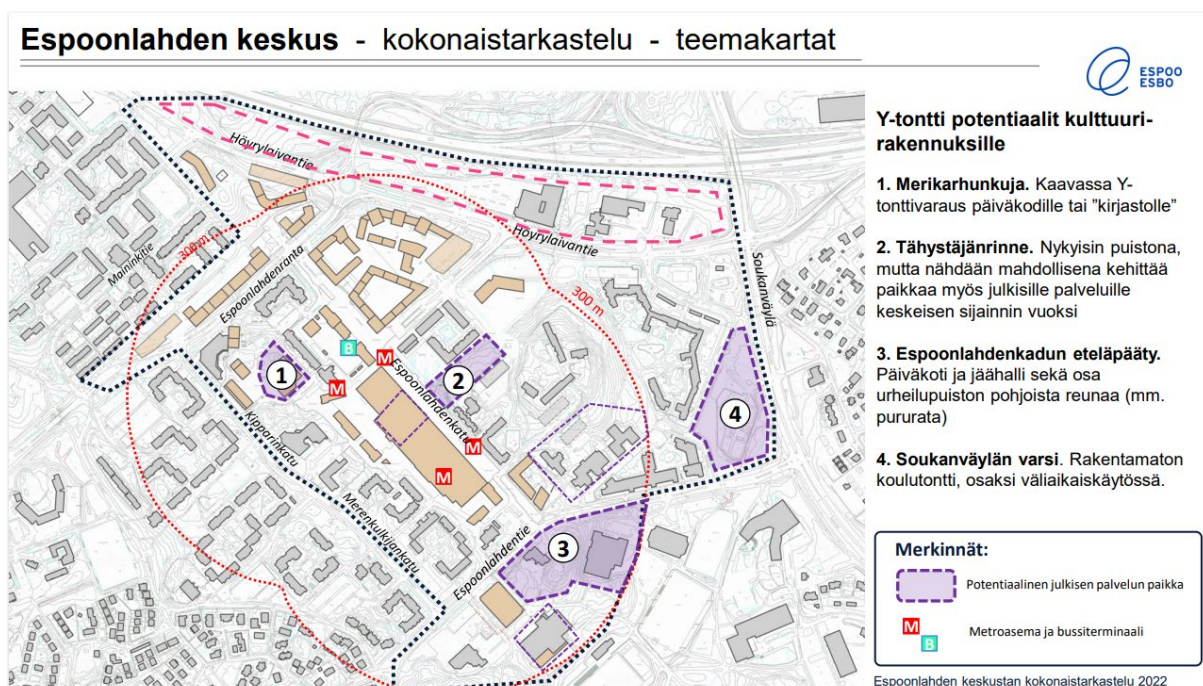 Espoonlahden keskus - kokonaistarkastelu - teemakartat
ESPOO
ESBO
Höyrylaivantie
Höyrylaivantie
Maininkitie
300 m
Espoonlahdenranta
300 m
Soukanväylä
B
M
M
1
2
Espoonlahdenkatu
4
Kipparinkatu
M
M
Merenkulkijankatu
Espoonlahdentie
3
Y-tontti potentiaalit kulttuuri-
rakennuksille
1. Merikarhunkuja. Kaavassa Y-
tonttivaraus päiväkodille tai ”kirjastolle”
2. Tähystäjänrinne. Nykyisin puistona,
mutta nähdään mahdollisena kehittää
paikkaa myös julkisille palveluille
keskeisen sijainnin vuoksi
3. Espoonlahdenkadun eteläpääty.
Päiväkoti ja jäähalli sekä osa
urheilupuiston pohjoista reunaa (mm.
pururata)
4. Soukanväylän varsi. Rakentamaton
koulutontti, osaksi väliaikaiskäytössä.
Merkinnät:
Potentiaalinen julkisen palvelun paikka
M
B
Metroasema ja bussiterminaali
Espoonlahden keskustan kokonaistarkastelu 2022